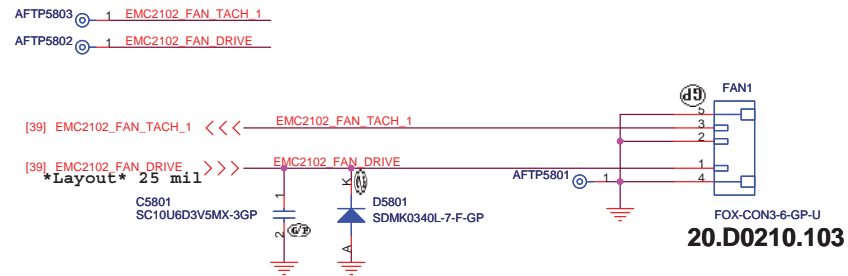 AFTP5803 1 EMC2102_FAN_TACH_1
AFTP5802 1 EMC2102_FAN_DRIVE
FAN1
5
[39] EMC2102_FAN_TACH_1 EMC2102_FAN_TACH_1 3
2
[39] EMC2102_FAN_DRIVE EMC2102_FAN_DRIVE 1
*Layout* 25 mil
AFTP5801 1 4
1 K
C5801 D5801
SC10U6D3V5MX-3GP SDMK0340L-7-F-GP
2 A
FOX-CON3-6-GP-U
20.D0210.103